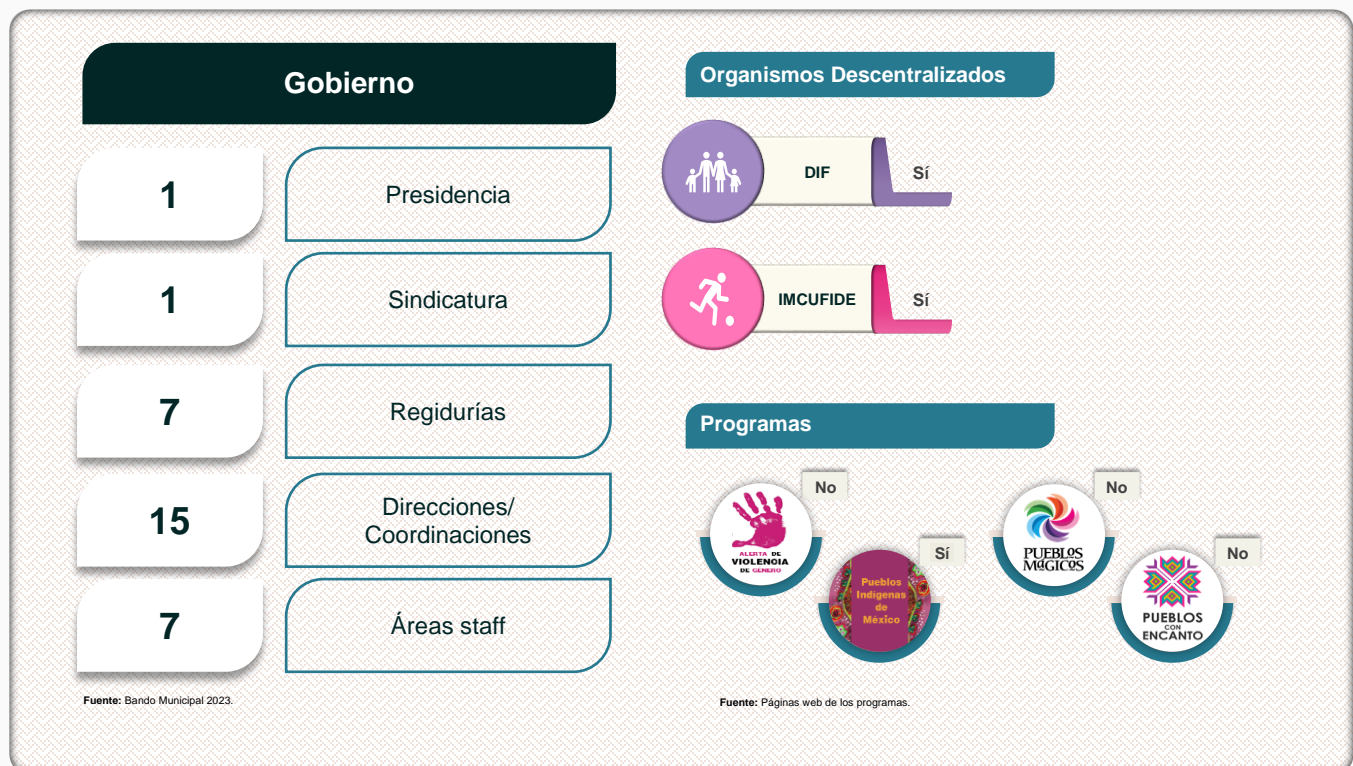 Gobierno
1
Presidencia
1
Sindicatura
7
Regidurías
15
Direcciones/
Coordinaciones
7
Áreas staff
Fuente: Bando Municipal 2023.
Organismos Descentralizados
DIF
Sí
IMCUFIDE
Sí
Programas
No
ALERTA DE
VIOLENCIA
DE GÉNERO
Sí
Pueblos
Indígenas
de
México
No
PUEBLOS
MáGICOS
No
PUEBLOS
CON
ENCANTO
Fuente: Páginas web de los programas.